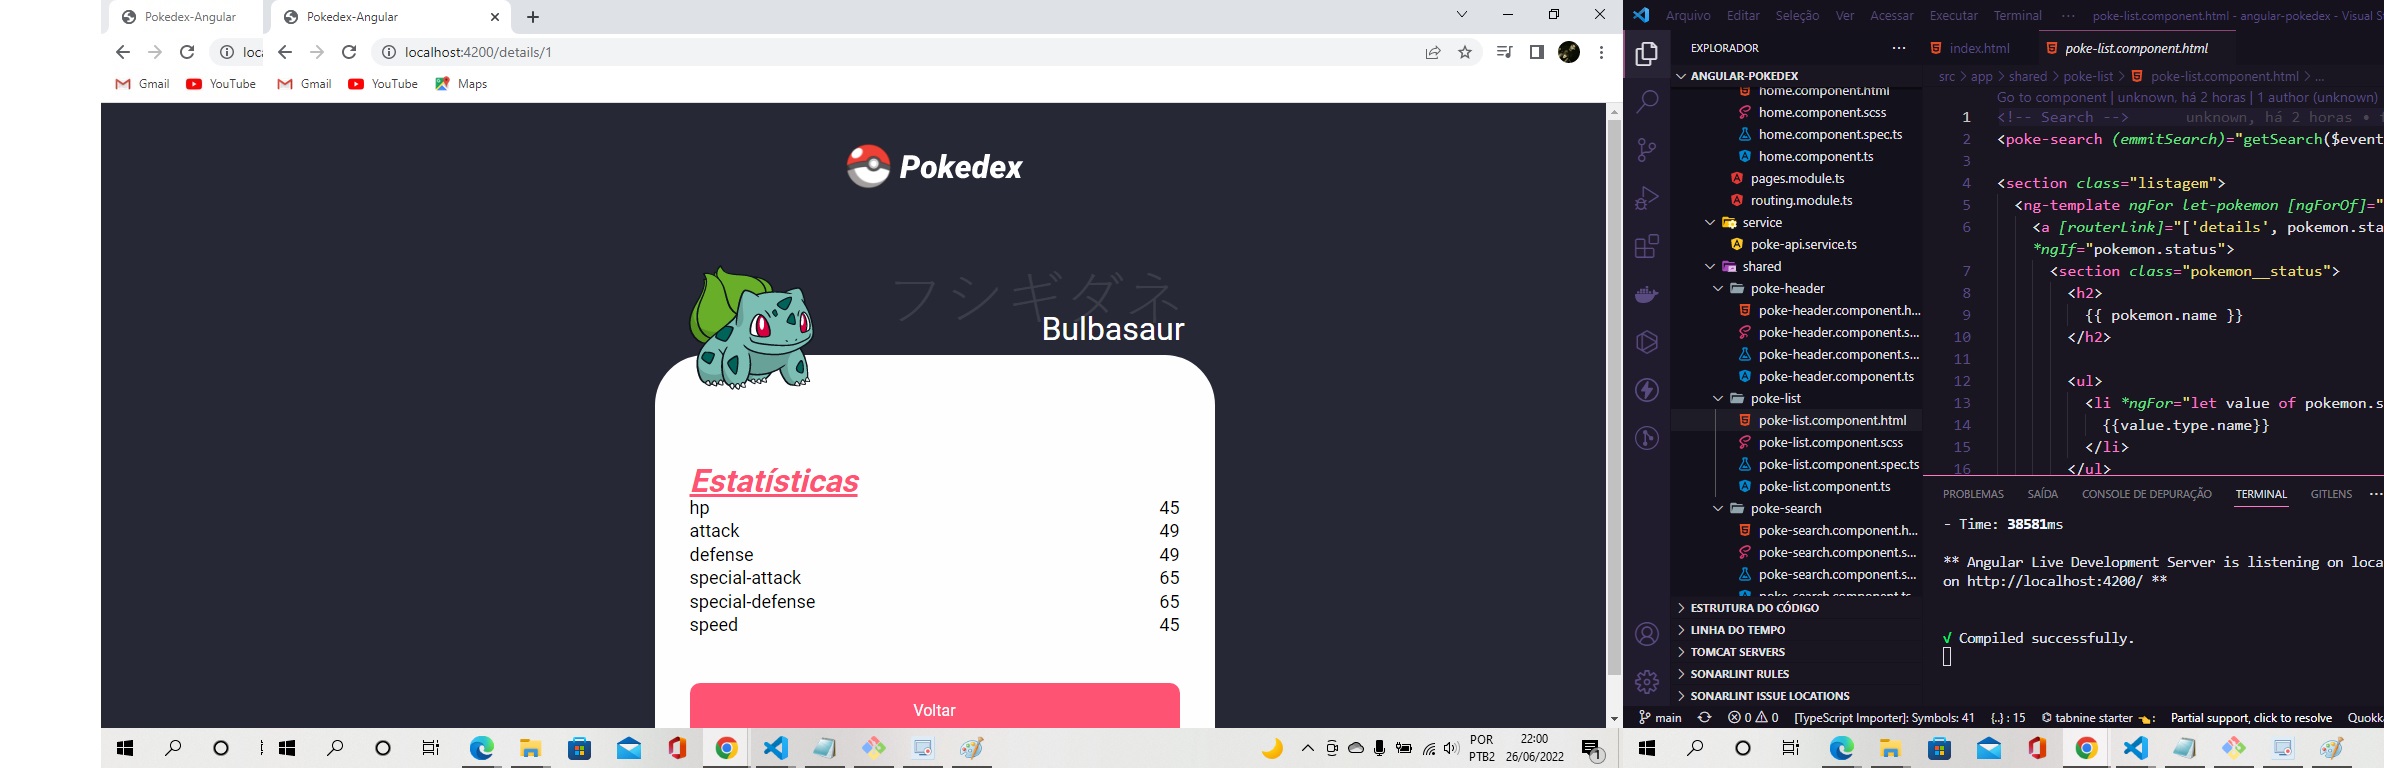 Pokedex-Angular
Pokedex-Angular
localhost:4200/details/1
Gmail YouTube Gmail YouTube Maps
Pokedex
フシギダネ
Bulbasaur
Estatísticas
hp 45
attack 49
defense 49
special-attack 65
special-defense 65
speed 45
Voltar
POR
PTB2
22:00
26/06/2022
1
Arquivo Editar Seleção Ver Acessar Executar Terminal ··· poke-list.component.html - angular-pokedex - Visual
EXPLORADOR ···
index.html poke-list.component.html
ANGULAR-POKEDEX
home.component.html
home.component.scss
home.component.spec.ts
home.component.ts
pages.module.ts
routing.module.ts
service
poke-api.service.ts
shared
poke-header
poke-header.component.h...
poke-header.component.s...
poke-header.component.s...
poke-header.component.ts
poke-list
poke-list.component.html
poke-list.component.scss
poke-list.component.spec.ts
poke-list.component.ts
poke-search
poke-search.component.h...
poke-search.component.s...
poke-search.component.s...
poke-search.component.ts
ESTRUTURA DO CÓDIGO
LINHA DO TEMPO
TOMCAT SERVERS
SONARLINT RULES
SONARLINT ISSUE LOCATIONS
src > app > shared > poke-list > poke-list.component.html > ...
Go to component | unknown, há 2 horas | 1 author (unknown)
1 <!-- Search --> unknown, há 2 horas •
2 <poke-search (emmitSearch)="getSearch($event
3
4 <section class="listagem">
5 <ng-template ngFor let-pokemon [ngForOf]="
6 <a [routerLink]="['details', pokemon.sta
*ngIf="pokemon.status">
7 <section class="pokemon__status">
8 <h2>
9 {{ pokemon.name }}
10 </h2>
11
12 <ul>
13 <li *ngFor="let value of pokemon.s
14 {{value.type.name}}
15 </li>
16 </ul>
PROBLEMAS SAÍDA CONSOLE DE DEPURAÇÃO TERMINAL GITLENS ···
- Time: 38581ms
** Angular Live Development Server is listening on loca
on http://localhost:4200/ **
√ Compiled successfully.
main 0 0 [TypeScript Importer]: Symbols: 41 {..} : 15 tabnine starter : Partial support, click to resolve Quokk